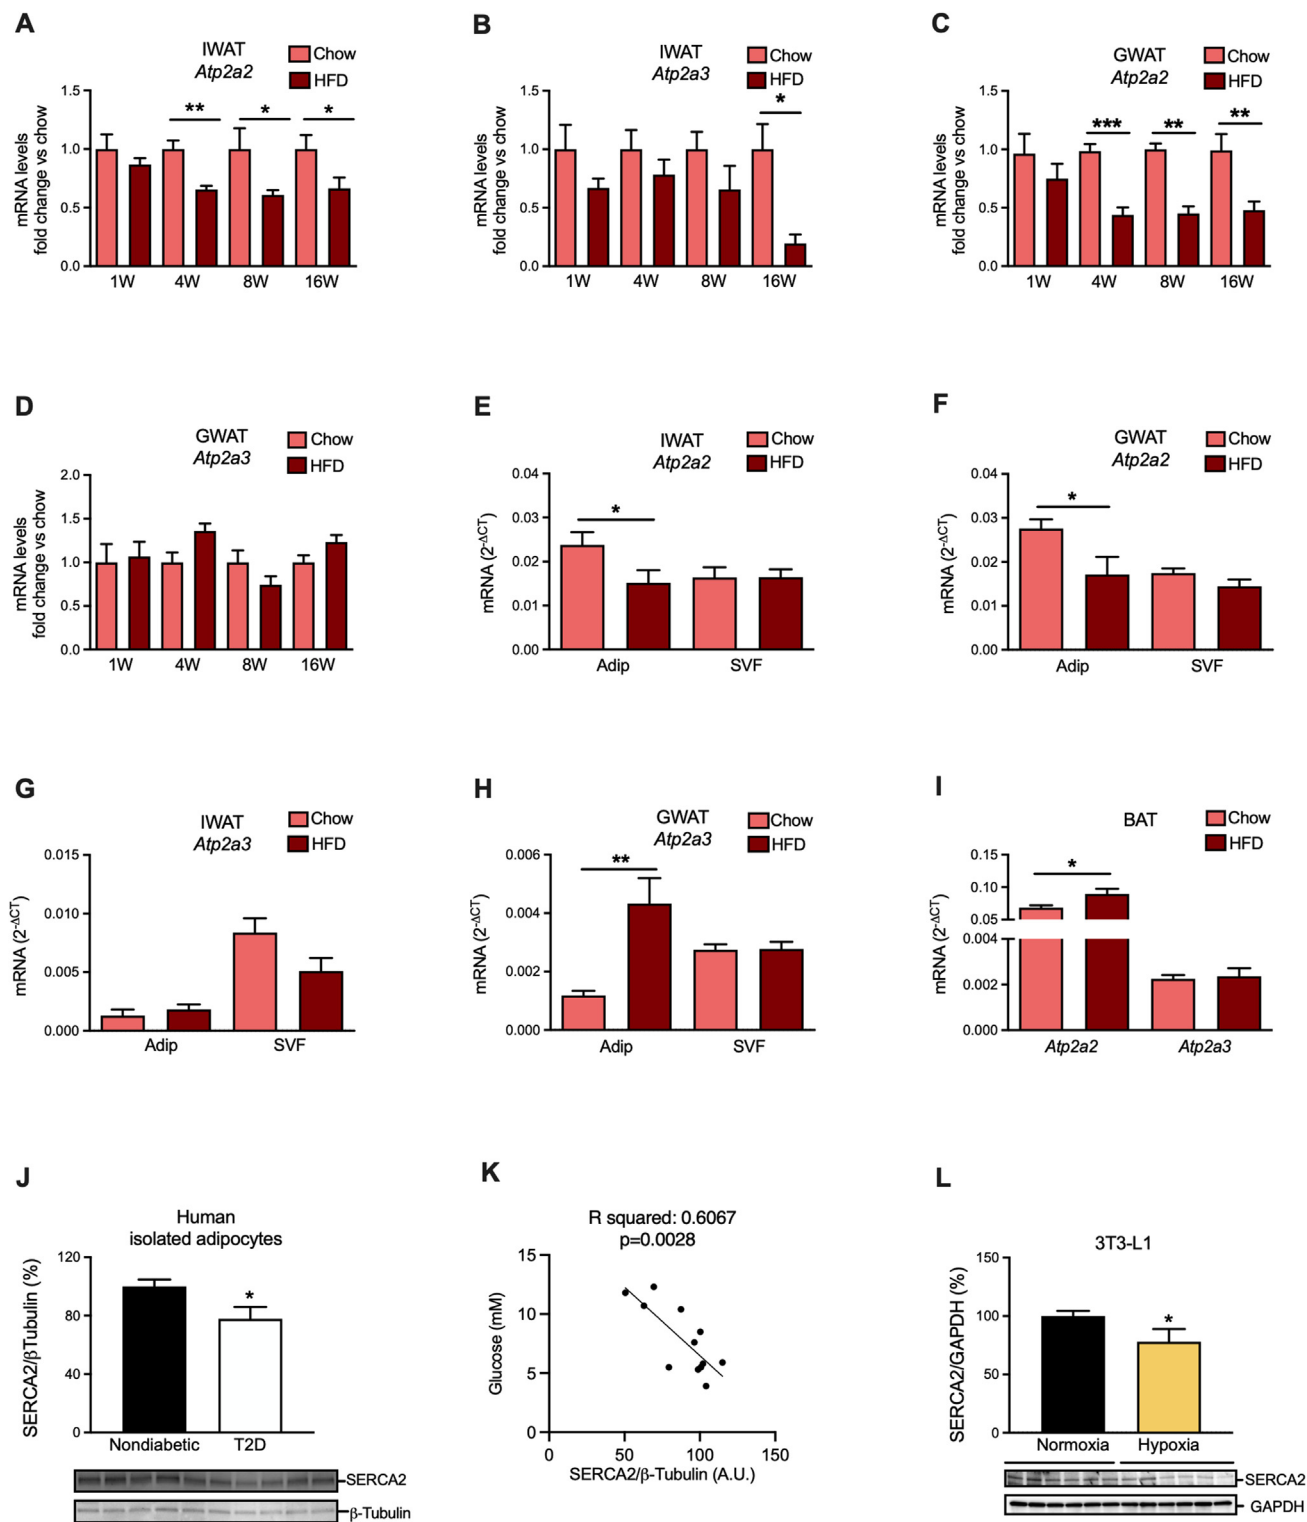 A
IWAT
Atp2a2
Chow
HFD
mRNA levels
fold change vs chow
1.5
1.0
0.5
0.0
**
*
*
1W 4W 8W 16W
B
IWAT
Atp2a3
Chow
HFD
mRNA levels
fold change vs chow
1.5
1.0
0.5
0.0
*
1W 4W 8W 16W
C
GWAT
Atp2a2
Chow
HFD
mRNA levels
fold change vs chow
1.5
1.0
0.5
0.0
***
**
**
1W 4W 8W 16W
D
GWAT
Atp2a3
Chow
HFD
mRNA levels
fold change vs chow
2.0
1.5
1.0
0.5
0.0
1W 4W 8W 16W
E
IWAT
Atp2a2
Chow
HFD
mRNA (2-ΔCT)
0.04
0.03
0.02
0.01
0.00
*
Adip SVF
F
GWAT
Atp2a2
Chow
HFD
mRNA (2-ΔCT)
0.04
0.03
0.02
0.01
0.00
*
Adip SVF
G
IWAT
Atp2a3
Chow
HFD
mRNA (2-ΔCT)
0.015
0.010
0.005
0.000
Adip SVF
H
GWAT
Atp2a3
Chow
HFD
mRNA (2-ΔCT)
0.006
0.004
0.002
0.000
**
Adip SVF
I
BAT
Chow
HFD
mRNA (2-ΔCT)
0.15
0.10
0.05
0.004
0.002
0.000
*
Atp2a2 Atp2a3
J
Human
isolated adipocytes
SERCA2/βTubulin (%)
120
80
40
0
*
Nondiabetic T2D
SERCA2
β-Tubulin
K
R squared: 0.6067
p=0.0028
Glucose (mM)
15
10
5
0
0 50 100 150
SERCA2/β-Tubulin (A.U.)
L
3T3-L1
SERCA2/GAPDH (%)
150
100
50
0
*
Normoxia Hypoxia
SERCA2
GAPDH